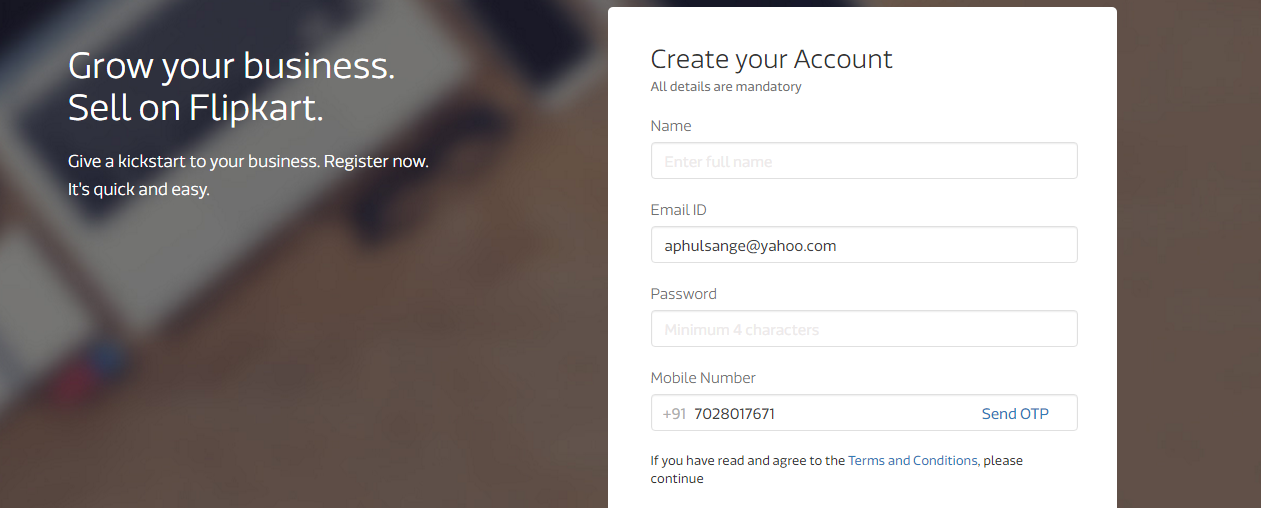 Grow your business.
Sell on Flipkart.
Give a kickstart to your business. Register now.
It's quick and easy.
Create your Account
All details are mandatory
Name
Enter full name
Email ID
aphulsange@yahoo.com
Password
Minimum 4 characters
Mobile Number
+91 7028017671 Send OTP
If you have read and agree to the Terms and Conditions, please
continue